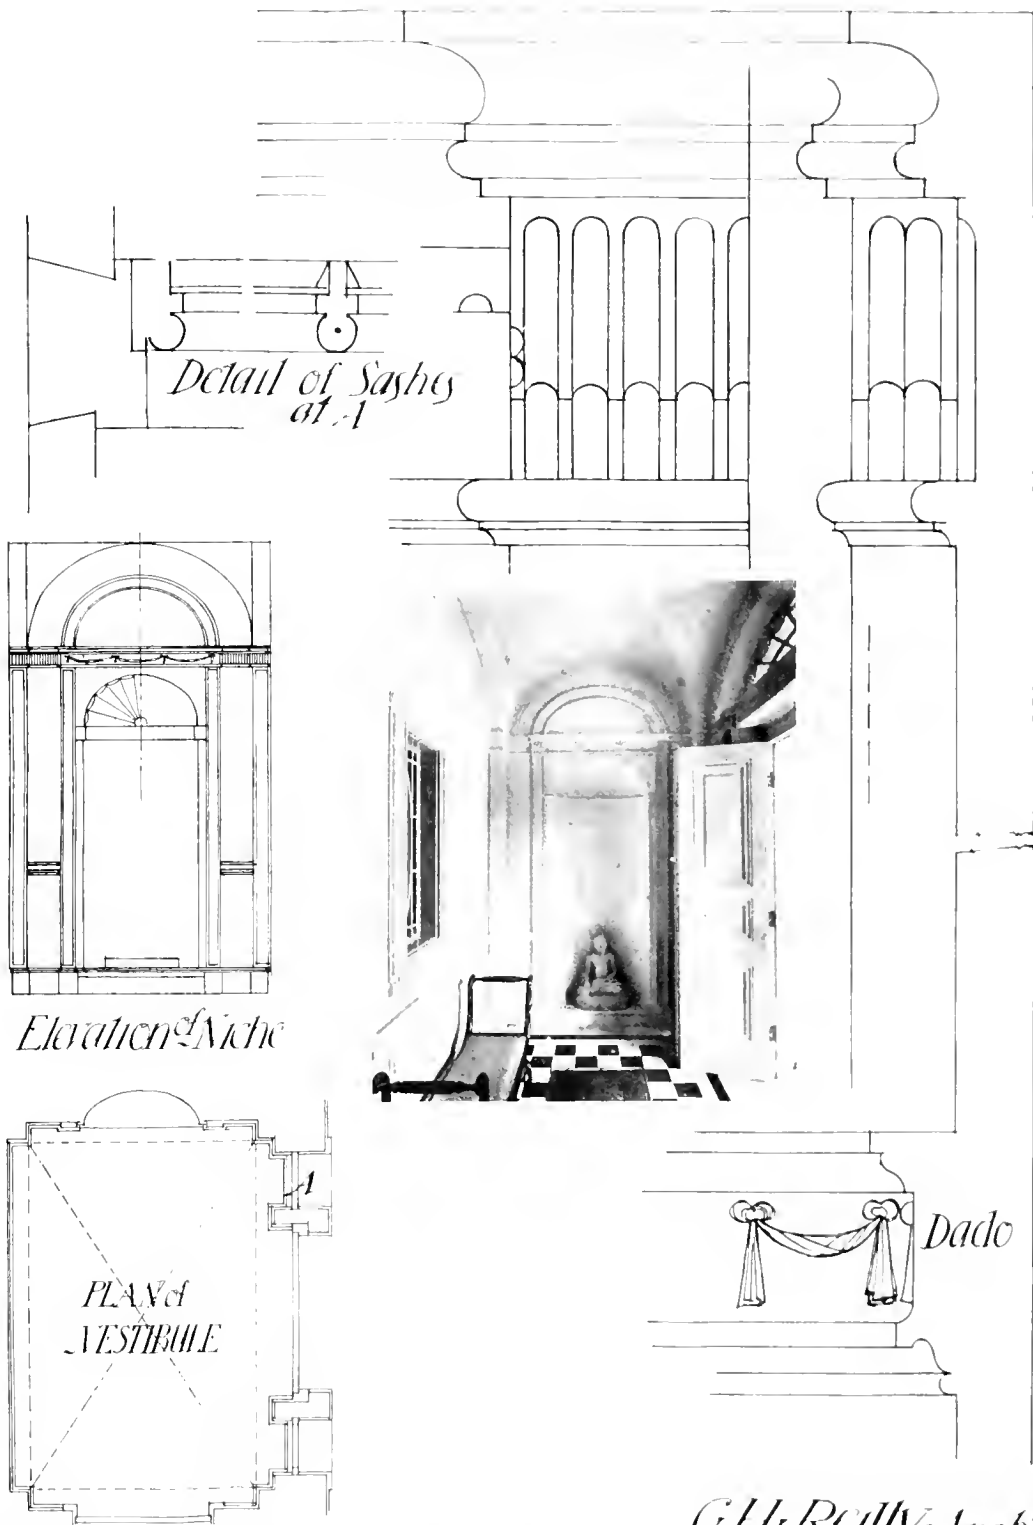 Detail of Sashes
at A
Elevation of Niche
A
PLAN of
VESTIBULE
Dado